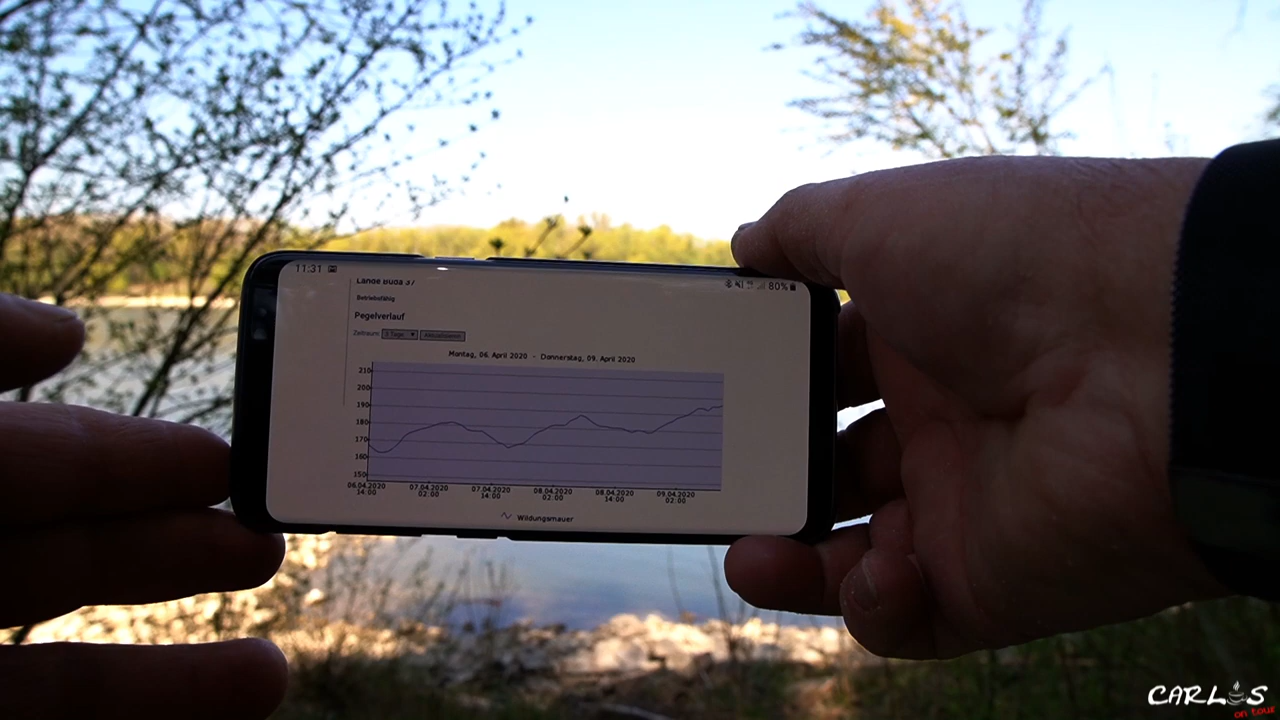 11:31
80%
Lände Buda 37
Betriebsfähig
Pegelverlauf
Zeitraum: 3 Tage Aktualisieren
Montag, 06. April 2020 - Donnerstag, 09. April 2020
210
200
190
180
170
160
150
06.04.2020 07.04.2020 07.04.2020 08.04.2020 08.04.2020 09.04.2020
14:00 02:00 14:00 02:00 14:00 02:00
Wildungsmauer
CARLOS
on tour